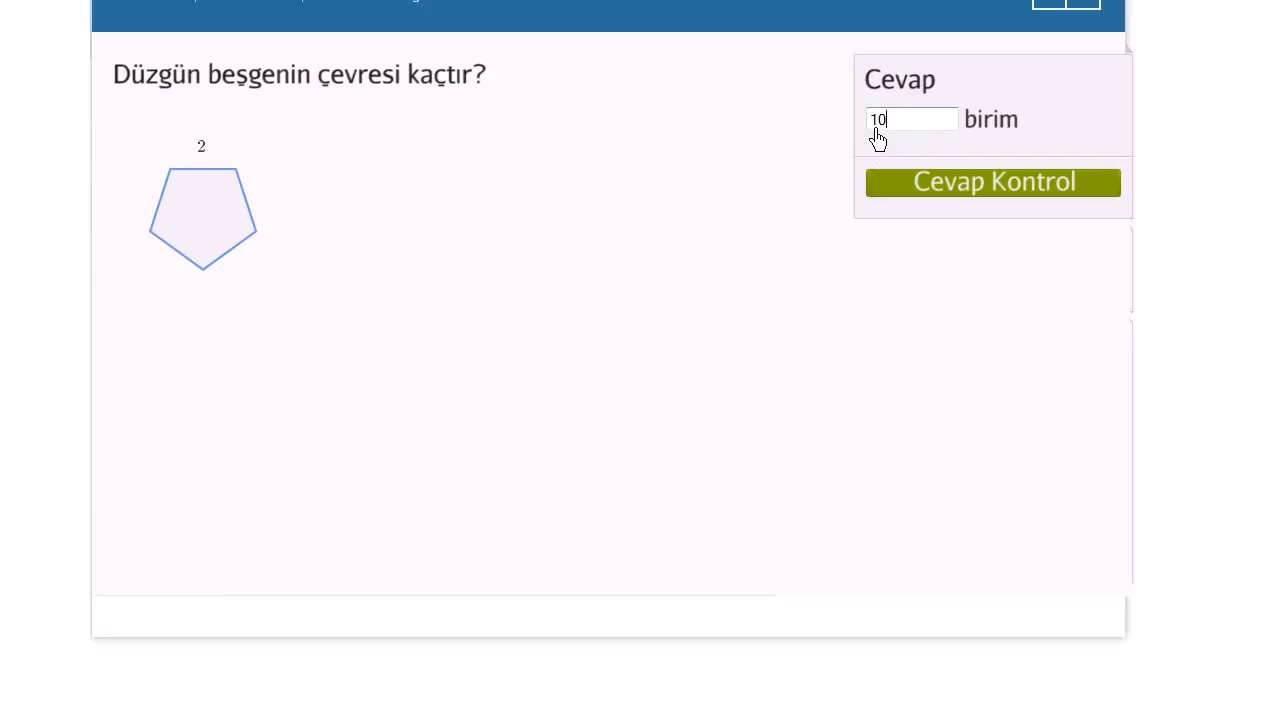 Düzgün beşgenin çevresi kaçtır?
Cevap
10 birim
Cevap Kontrol
2